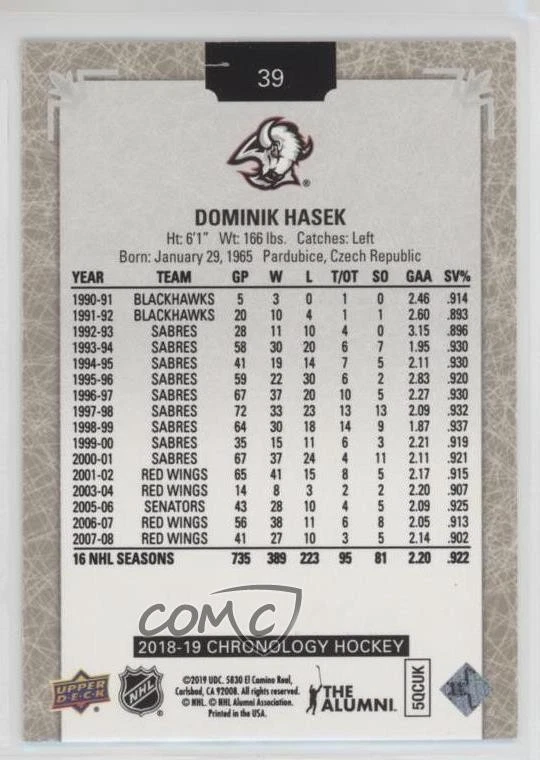 39
DOMINIK HASEK
Ht: 6'1" Wt: 166 lbs. Catches: Left
Born: January 29, 1965 Pardubice, Czech Republic
YEAR TEAM GP W L T/OT SO GAA SV%
1990-91 BLACKHAWKS 5 3 0 1 0 2.46 .914
1991-92 BLACKHAWKS 20 10 4 1 1 2.60 .893
1992-93 SABRES 28 11 10 4 0 3.15 .896
1993-94 SABRES 58 30 20 6 7 1.95 .930
1994-95 SABRES 41 19 14 7 5 2.11 .930
1995-96 SABRES 59 22 30 6 2 2.83 .920
1996-97 SABRES 67 37 20 10 5 2.27 .930
1997-98 SABRES 72 33 23 13 13 2.09 .932
1998-99 SABRES 64 30 18 14 9 1.87 .937
1999-00 SABRES 35 15 11 6 3 2.21 .919
2000-01 SABRES 67 37 24 4 11 2.11 .921
2001-02 RED WINGS 65 41 15 8 5 2.17 .915
2003-04 RED WINGS 14 8 3 2 2 2.20 .907
2005-06 SENATORS 43 28 10 4 5 2.09 .925
2006-07 RED WINGS 56 38 11 6 8 2.05 .913
2007-08 RED WINGS 41 27 10 3 5 2.14 .902
16 NHL SEASONS 735 389 223 95 81 2.20 .922
COMC
2018-19 CHRONOLOGY HOCKEY
UPPER DECK
NHL
©2019 UDC. 5830 El Camino Real,
Carlsbad, CA 92008. All rights reserved.
© NHL. © NHL Alumni Association.
Printed in the USA.
THE
ALUMNI.
5QCUK